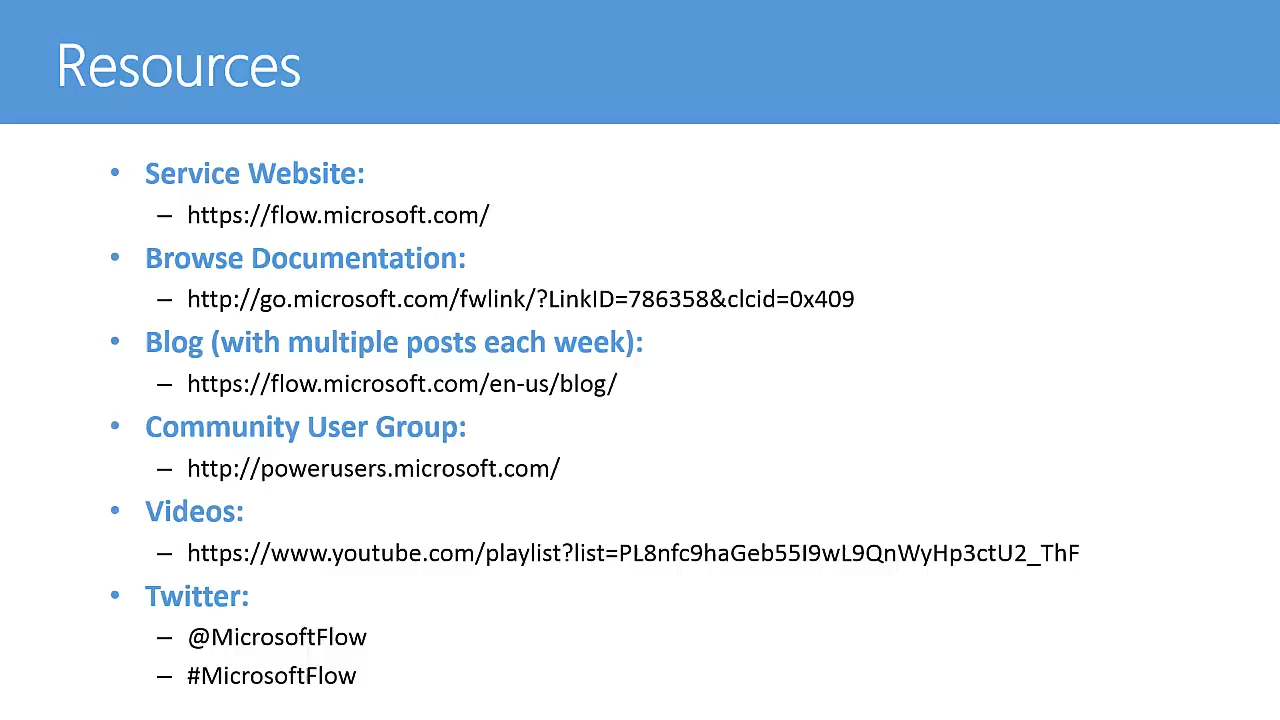 Resources
• Service Website:
– https://flow.microsoft.com/
• Browse Documentation:
– http://go.microsoft.com/fwlink/?LinkID=786358&clcid=0x409
• Blog (with multiple posts each week):
– https://flow.microsoft.com/en-us/blog/
• Community User Group:
– http://powerusers.microsoft.com/
• Videos:
– https://www.youtube.com/playlist?list=PL8nfc9haGeb55I9wL9QnWyHp3ctU2_ThF
• Twitter:
– @MicrosoftFlow
– #MicrosoftFlow